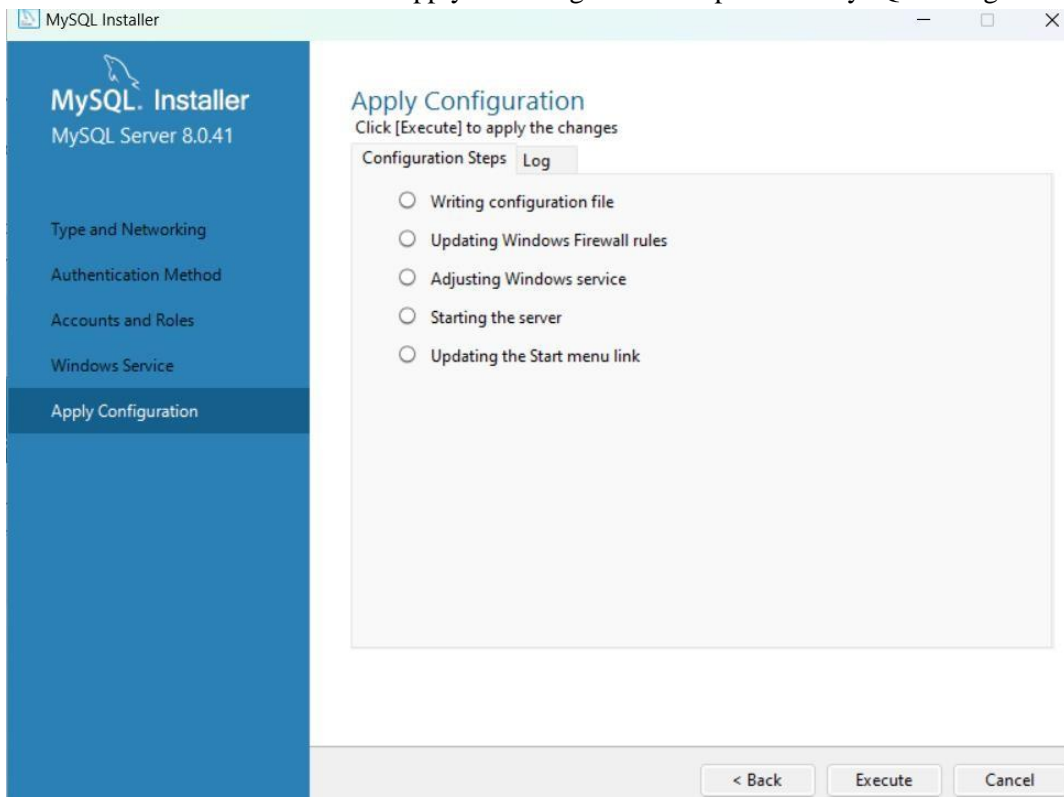 MySQL Installer
MySQL. Installer
MySQL Server 8.0.41
Type and Networking
Authentication Method
Accounts and Roles
Windows Service
Apply Configuration
Apply Configuration
Click [Execute] to apply the changes
Configuration Steps Log
Writing configuration file
Updating Windows Firewall rules
Adjusting Windows service
Starting the server
Updating the Start menu link
< Back Execute Cancel